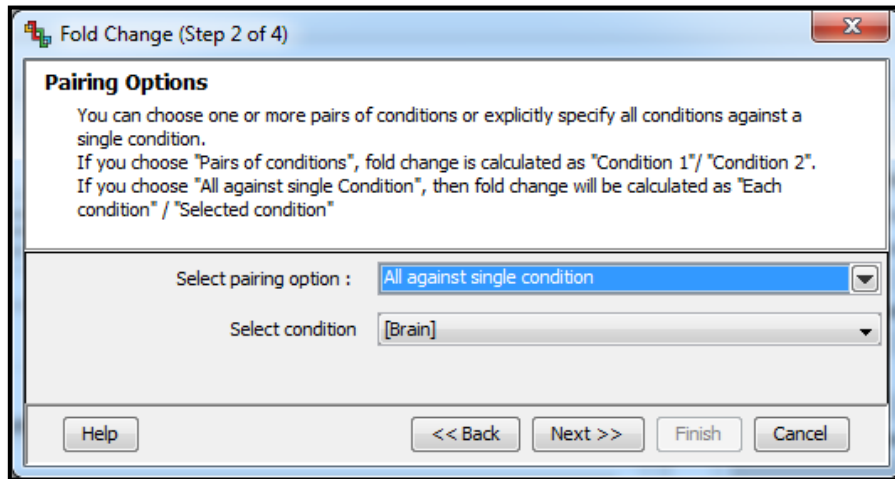 Fold Change (Step 2 of 4)
Pairing Options
You can choose one or more pairs of conditions or explicitly specify all conditions against a
single condition.
If you choose "Pairs of conditions", fold change is calculated as "Condition 1"/ "Condition 2".
If you choose "All against single Condition", then fold change will be calculated as "Each
condition" / "Selected condition"
Select pairing option : All against single condition
Select condition [Brain]
Help << Back Next >> Finish Cancel